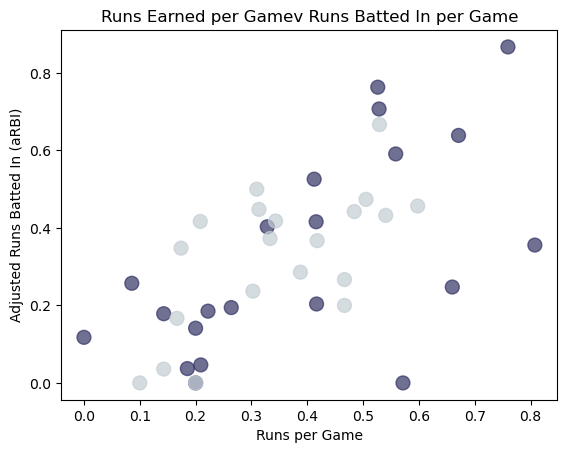 Runs Earned per Gamev Runs Batted In per Game
Adjusted Runs Batted In (aRBI)
0.8
0.6
0.4
0.2
0.0
0.0 0.1 0.2 0.3 0.4 0.5 0.6 0.7 0.8
Runs per Game